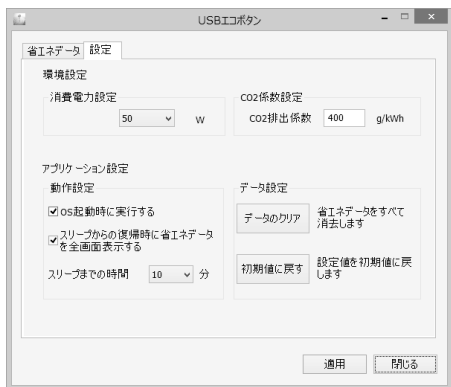 USBエコボタン
省エネデータ 設定
環境設定
消費電力設定
50 W
CO2係数設定
CO2排出係数 400 g/kWh
アプリケーション設定
動作設定
OS起動時に実行する
スリープからの復帰時に省エネデータ
を全画面表示する
スリープまでの時間 10 分
データ設定
データのクリア
省エネデータをすべて
消去します
初期値に戻す
設定値を初期値に戻
します
適用 閉じる